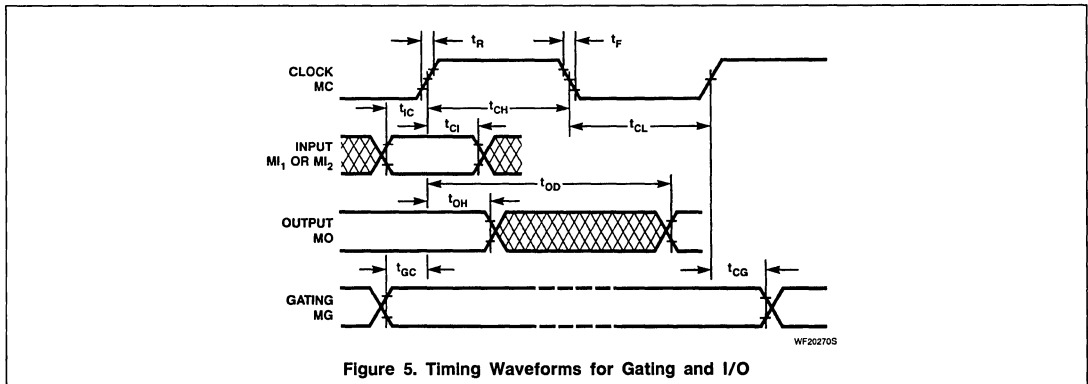 tR
tF
CLOCK
MC
tIC
tCH
tCI
tCL
INPUT
MI1 OR MI2
tOD
tOH
OUTPUT
MO
tGC
tCG
GATING
MG
WF20270S
Figure 5. Timing Waveforms for Gating and I/O